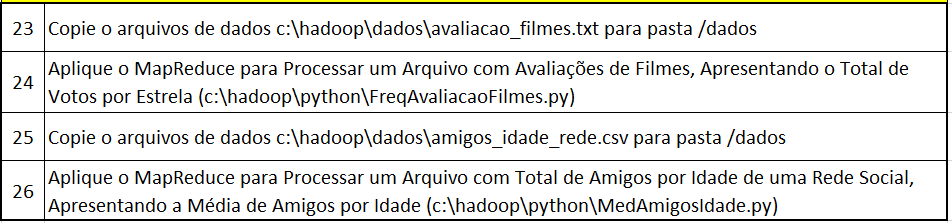 23 Copie o arquivos de dados c:\hadoop\dados\avaliacao_filmes.txt para pasta /dados
24 Aplique o MapReduce para Processar um Arquivo com Avaliações de Filmes, Apresentando o Total de
Votos por Estrela (c:\hadoop\python\FreqAvaliacaoFilmes.py)
25 Copie o arquivos de dados c:\hadoop\dados\amigos_idade_rede.csv para pasta /dados
26 Aplique o MapReduce para Processar um Arquivo com Total de Amigos por Idade de uma Rede Social,
Apresentando a Média de Amigos por Idade (c:\hadoop\python\MedAmigosIdade.py)